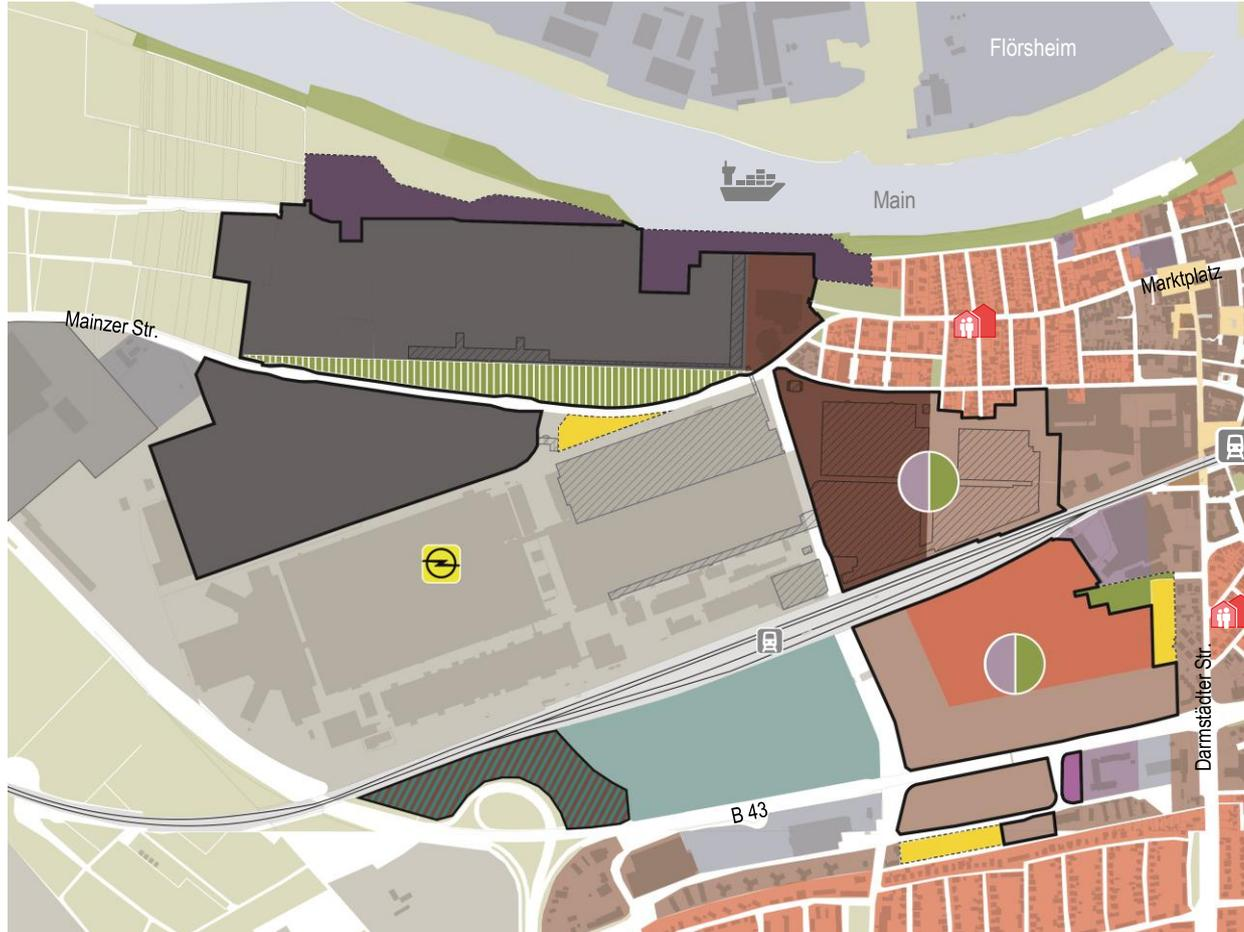 Flörsheim
Main
Marktplatz
Mainzer Str.
Darmstädter Str.
B 43